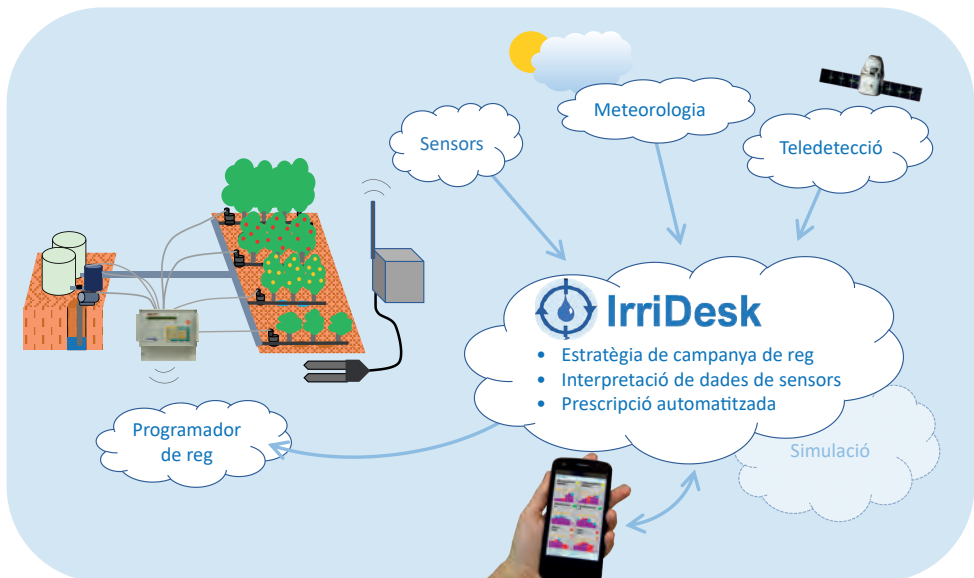 Meteorologia
Sensors
Teledetecció
IrriDesk
• Estratègia de campanya de reg
• Interpretació de dades de sensors
• Prescripció automatitzada
Programador
de reg
Simulació